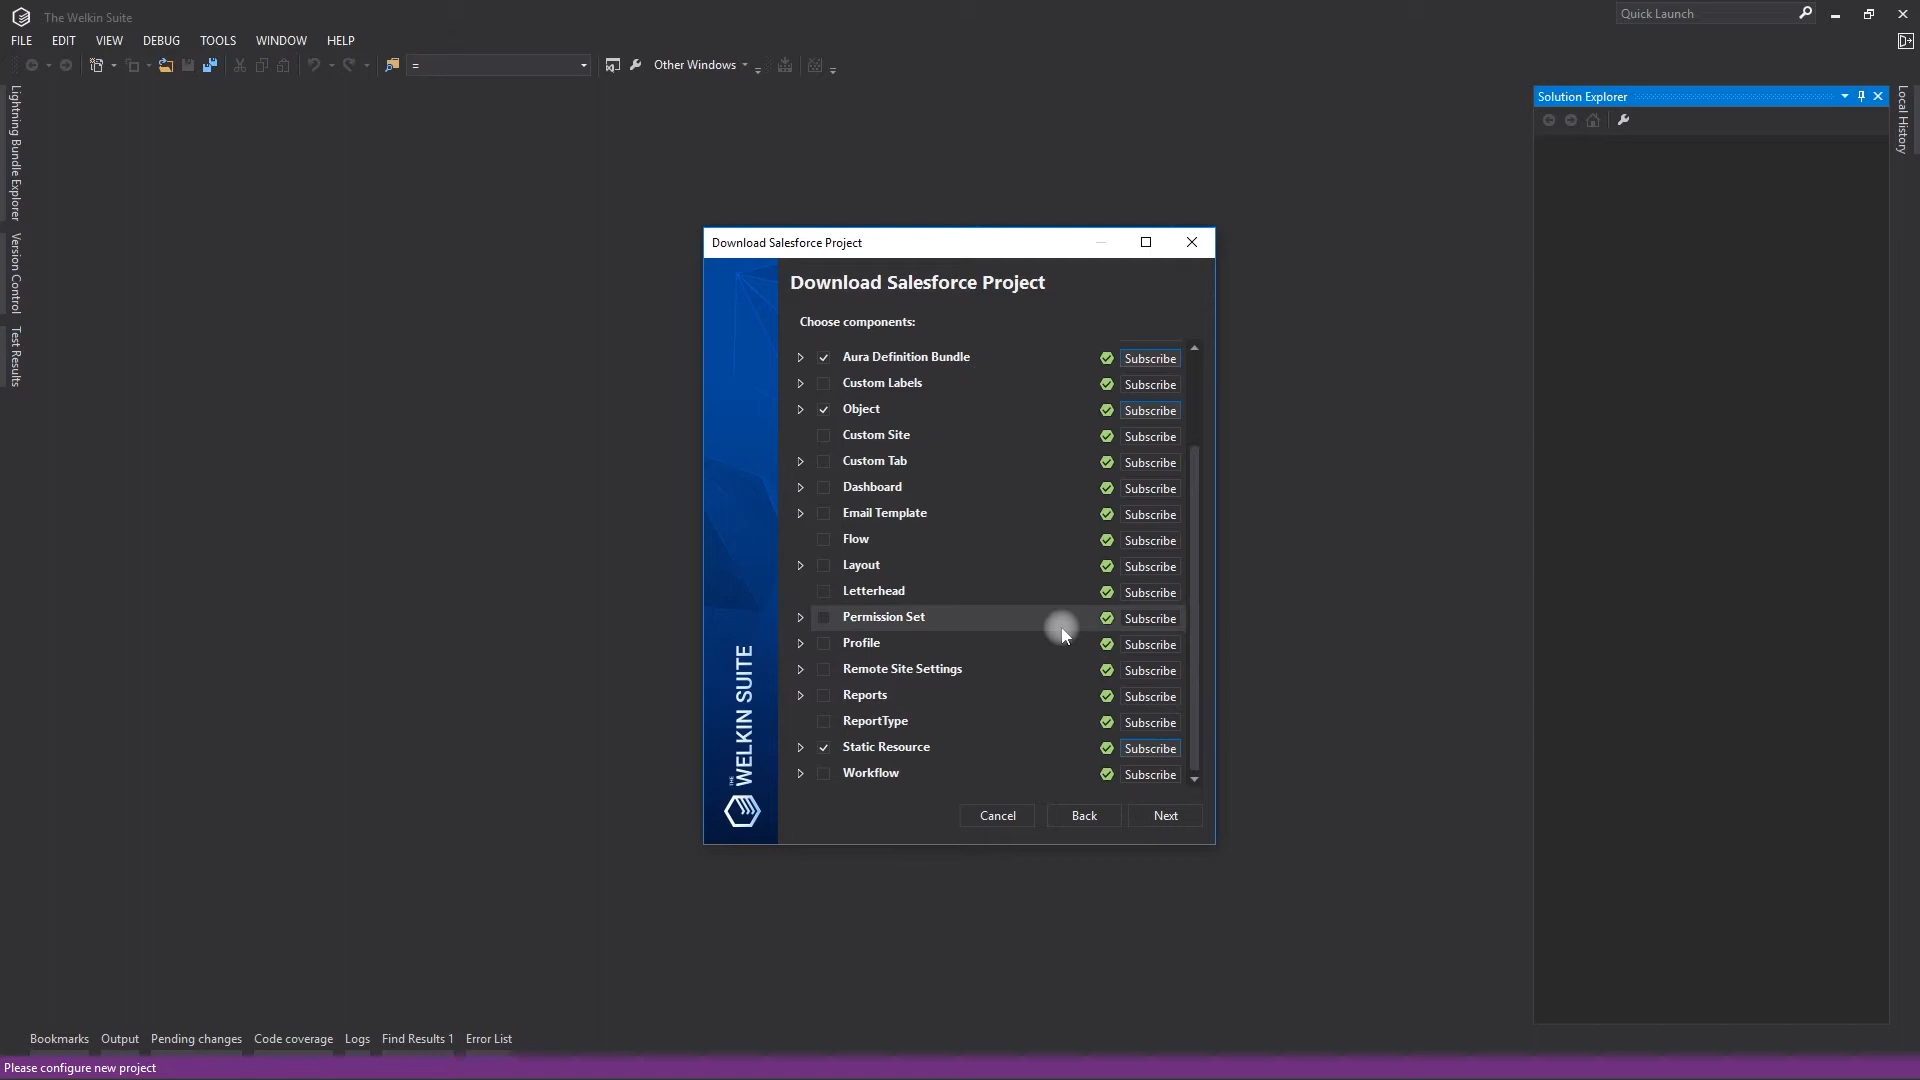 The Welkin Suite
Quick Launch
FILE EDIT VIEW DEBUG TOOLS WINDOW HELP
= Other Windows
Lightning Bundle Explorer
Version Control
Test Results
Solution Explorer
Local History
Download Salesforce Project
Download Salesforce Project
Choose components:
Aura Definition Bundle Subscribe
Custom Labels Subscribe
Object Subscribe
Custom Site Subscribe
Custom Tab Subscribe
Dashboard Subscribe
Email Template Subscribe
Flow Subscribe
Layout Subscribe
Letterhead Subscribe
Permission Set Subscribe
Profile Subscribe
Remote Site Settings Subscribe
Reports Subscribe
ReportType Subscribe
Static Resource Subscribe
Workflow Subscribe
THE WELKIN SUITE
Cancel Back Next
Bookmarks Output Pending changes Code coverage Logs Find Results 1 Error List
Please configure new project